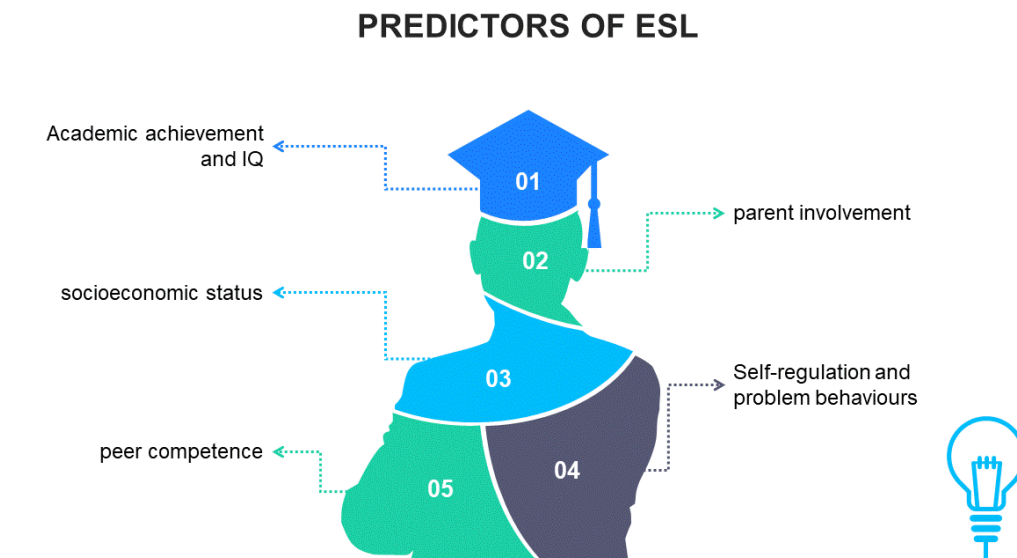 PREDICTORS OF ESL
Academic achievement
and IQ
01
parent involvement
02
socioeconomic status
03
Self-regulation and
problem behaviours
04
peer competence
05